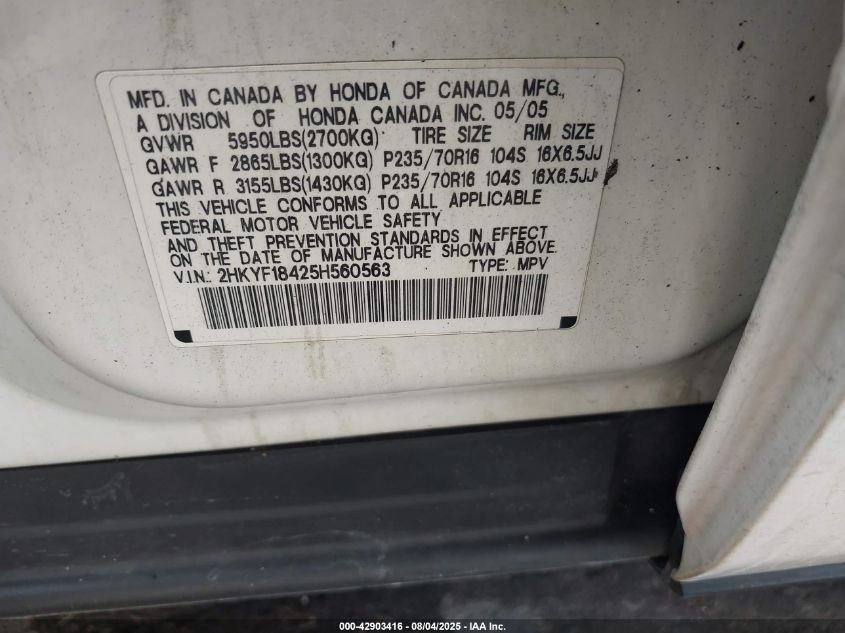 MFD. IN CANADA BY HONDA OF CANADA MFG.,
A DIVISION OF HONDA CANADA INC. 05/05
GVWR 5950LBS(2700KG) TIRE SIZE RIM SIZE
GAWR F 2865LBS(1300KG) P235/70R16 104S 16X6.5JJ
GAWR R 3155LBS(1430KG) P235/70R16 104S 16X6.5JJ
THIS VEHICLE CONFORMS TO ALL APPLICABLE
FEDERAL MOTOR VEHICLE SAFETY
AND THEFT PREVENTION STANDARDS IN EFFECT
ON THE DATE OF MANUFACTURE SHOWN ABOVE.
V.I.N.: 2HKYF18425H560563 TYPE: MPV
000-42903416 - 08/04/2025 - IAA Inc.